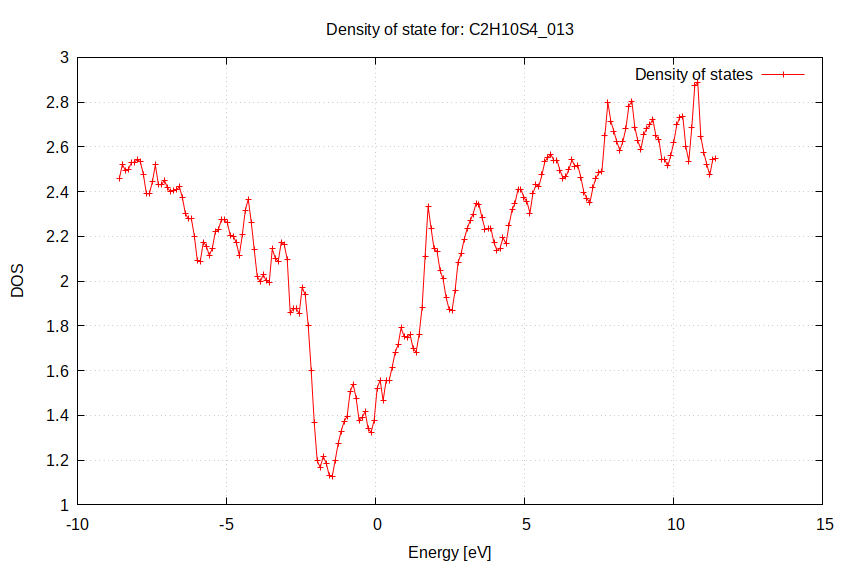 Density of state for: C2H10S4_013
Density of states
3
2.8
2.6
2.4
2.2
2
1.8
1.6
1.4
1.2
1
DOS
-10 -5 0 5 10 15
Energy [eV]